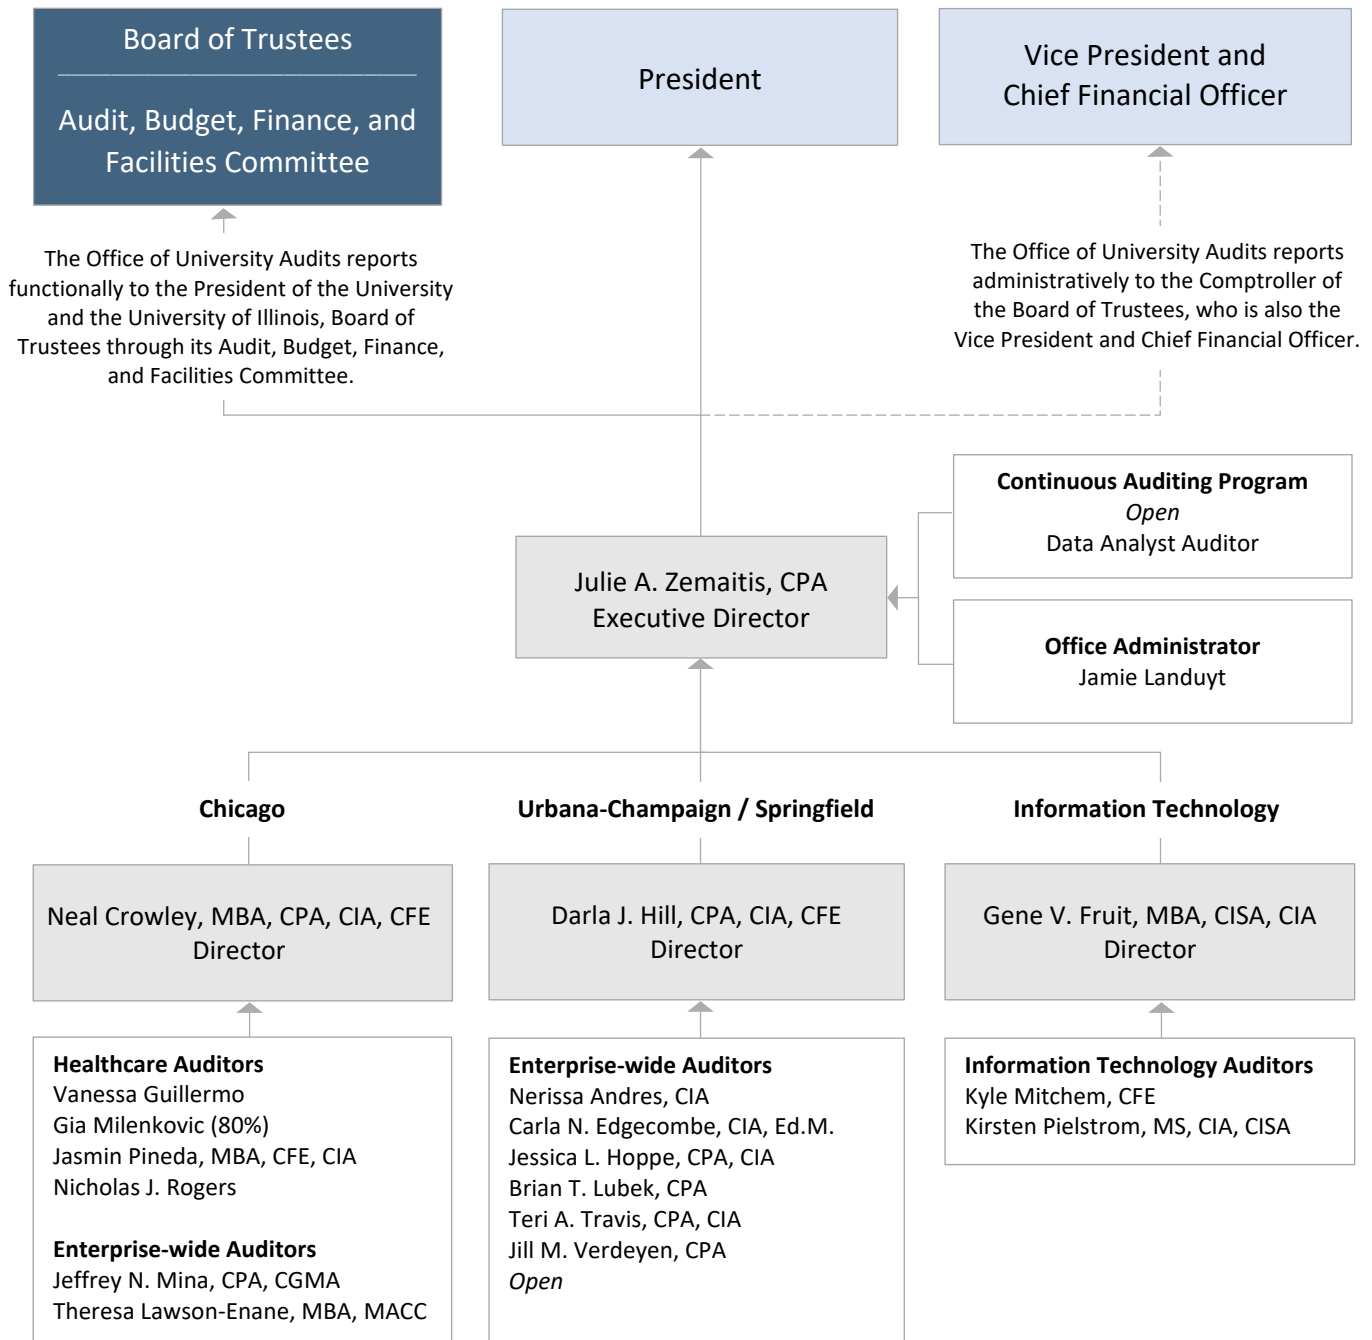 Board of Trustees
Audit, Budget, Finance, and
Facilities Committee
President
Vice President and
Chief Financial Officer
The Office of University Audits reports
functionally to the President of the University
and the University of Illinois, Board of
Trustees through its Audit, Budget, Finance,
and Facilities Committee.
The Office of University Audits reports
administratively to the Comptroller of
the Board of Trustees, who is also the
Vice President and Chief Financial Officer.
Continuous Auditing Program
Open
Data Analyst Auditor
Julie A. Zemaitis, CPA
Executive Director
Office Administrator
Jamie Landuyt
Chicago
Urbana-Champaign / Springfield
Information Technology
Neal Crowley, MBA, CPA, CIA, CFE
Director
Darla J. Hill, CPA, CIA, CFE
Director
Gene V. Fruit, MBA, CISA, CIA
Director
Healthcare Auditors
Vanessa Guillermo
Gia Milenkovic (80%)
Jasmin Pineda, MBA, CFE, CIA
Nicholas J. Rogers
Enterprise-wide Auditors
Jeffrey N. Mina, CPA, CGMA
Theresa Lawson-Enane, MBA, MACC
Enterprise-wide Auditors
Nerissa Andres, CIA
Carla N. Edgecombe, CIA, Ed.M.
Jessica L. Hoppe, CPA, CIA
Brian T. Lubek, CPA
Teri A. Travis, CPA, CIA
Jill M. Verdeyen, CPA
Open
Information Technology Auditors
Kyle Mitchem, CFE
Kirsten Pielstrom, MS, CIA, CISA